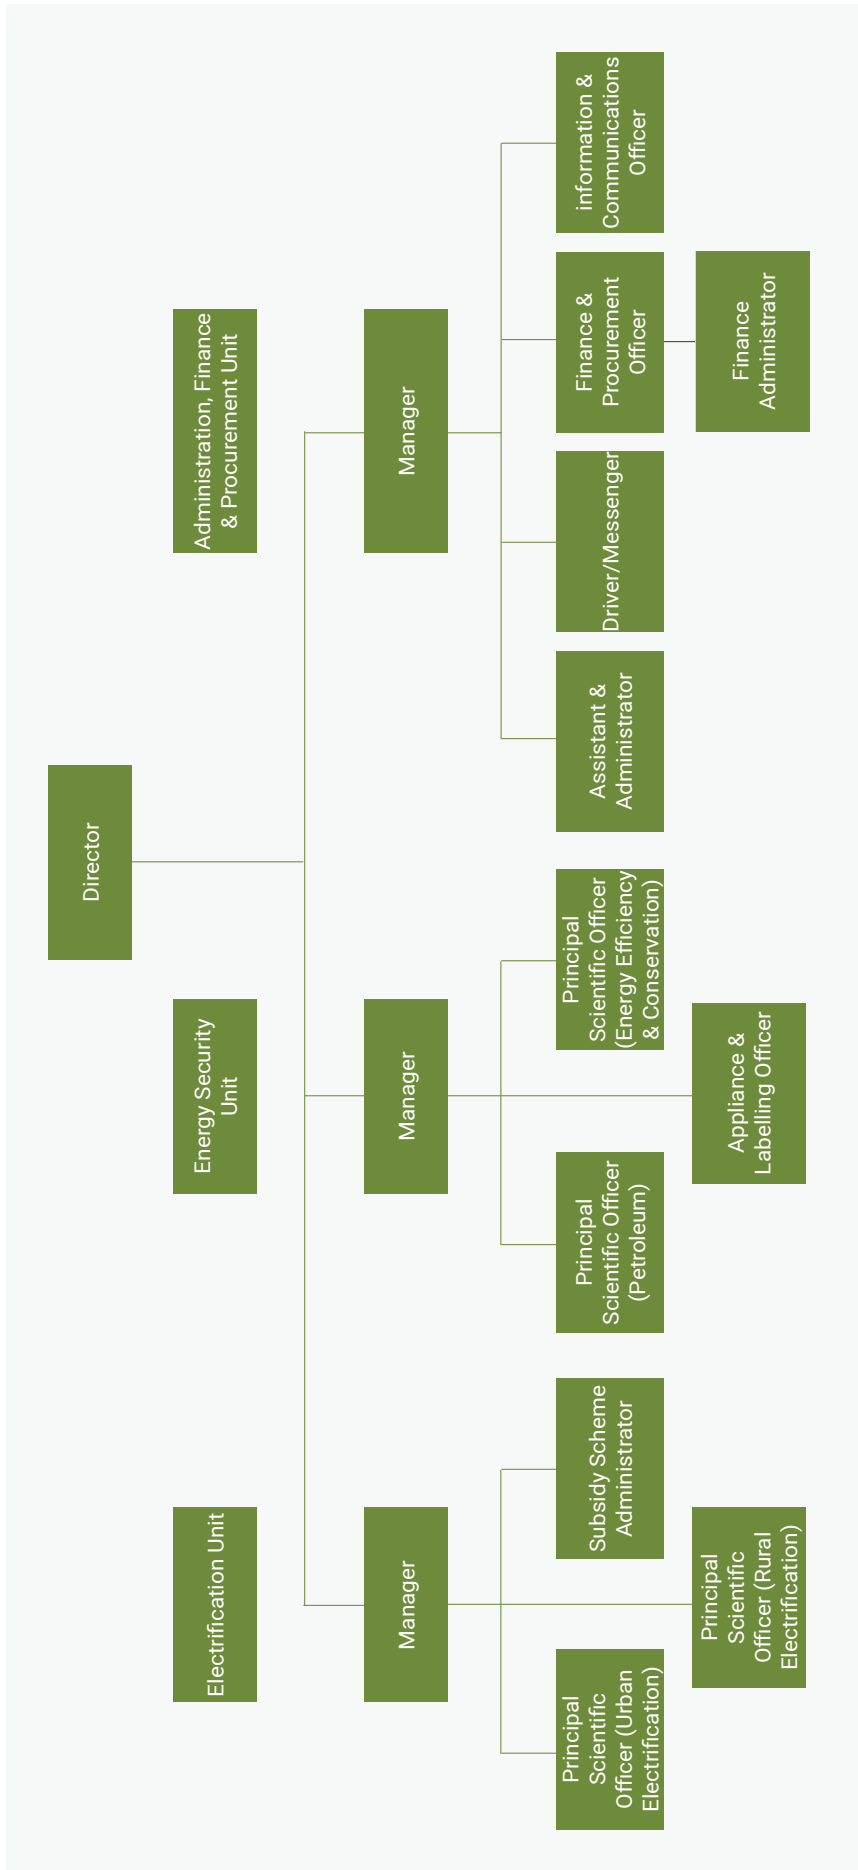 Director
Electrification Unit
Energy Security
Unit
Administration, Finance
& Procurement Unit
Manager
Manager
Manager
Principal
Scientific
Officer (Urban
Electrification)
Subsidy Scheme
Administrator
Principal
Scientific Officer
(Petroleum)
Principal
Scientific Officer
(Energy Efficiency
& Conservation)
Assistant &
Administrator
Driver/Messenger
Finance &
Procurement
Officer
information &
Communications
Officer
Principal
Scientific
Officer (Rural
Electrification)
Appliance &
Labelling Officer
Finance
Administrator